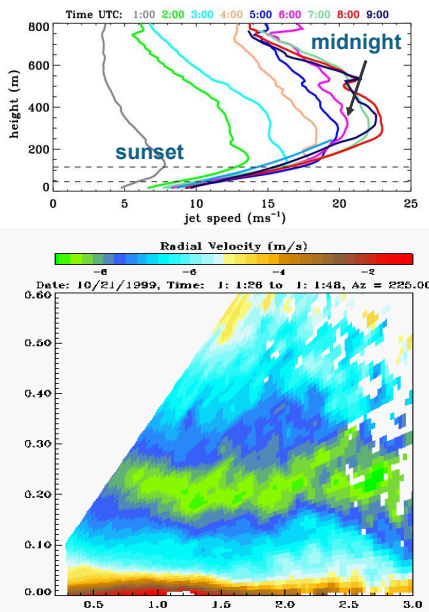 Time UTC: 1:00 2:00 3:00 4:00 5:00 6:00 7:00 8:00 9:00
800
600
400
200
0
height (m)
midnight
sunset
0 5 10 15 20 25
jet speed (ms⁻¹)
Radial Velocity (m/s)
-8 -6 -4 -2
Date: 10/21/1999, Time: 1: 1:26 to 1: 1:48, Az = 225.00
0.60
0.50
0.40
0.30
0.20
0.10
0.00
0.5 1.0 1.5 2.0 2.5 3.0